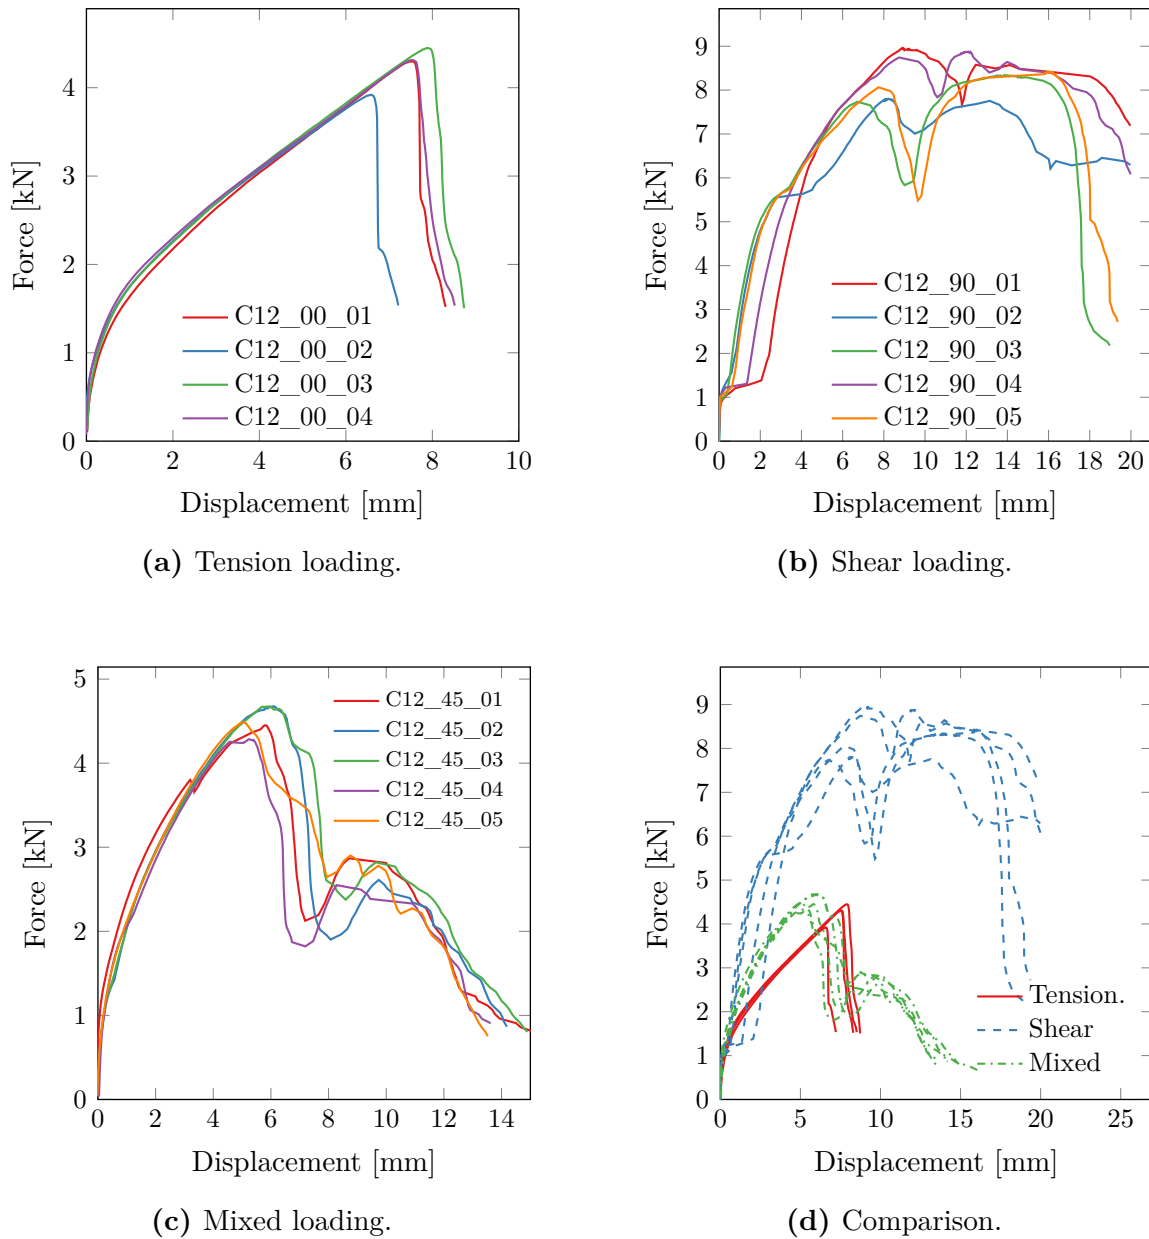 Force [kN]
4
3
2
1
0
C12_00_01
C12_00_02
C12_00_03
C12_00_04
0 2 4 6 8 10
Displacement [mm]
(a) Tension loading.
Force [kN]
9
8
7
6
5
4
3
2
1
0
C12_90_01
C12_90_02
C12_90_03
C12_90_04
C12_90_05
0 2 4 6 8 10 12 14 16 18 20
Displacement [mm]
(b) Shear loading.
Force [kN]
5
4
3
2
1
0
C12_45_01
C12_45_02
C12_45_03
C12_45_04
C12_45_05
0 2 4 6 8 10 12 14
Displacement [mm]
(c) Mixed loading.
Force [kN]
9
8
7
6
5
4
3
2
1
0
Tension.
Shear
Mixed
0 5 10 15 20 25
Displacement [mm]
(d) Comparison.